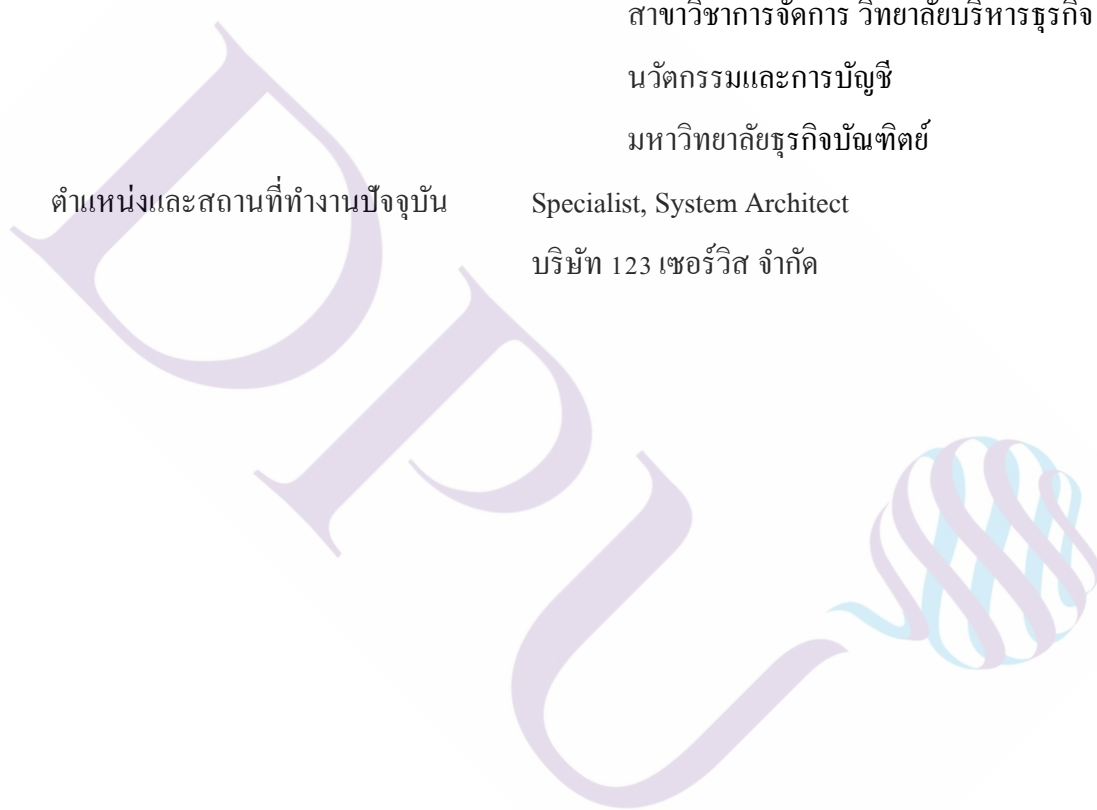 สาขาวิชาการจัดการ วิทยาลัยบริหารธุรกิจ
นวัตกรรมและการบัญชี
มหาวิทยาลัยธุรกิจบัณฑิตย์
ตำแหน่งและสถานที่ทำงานปัจจุบัน Specialist, System Architect
บริษัท 123 เซอร์วิส จำกัด
DPU